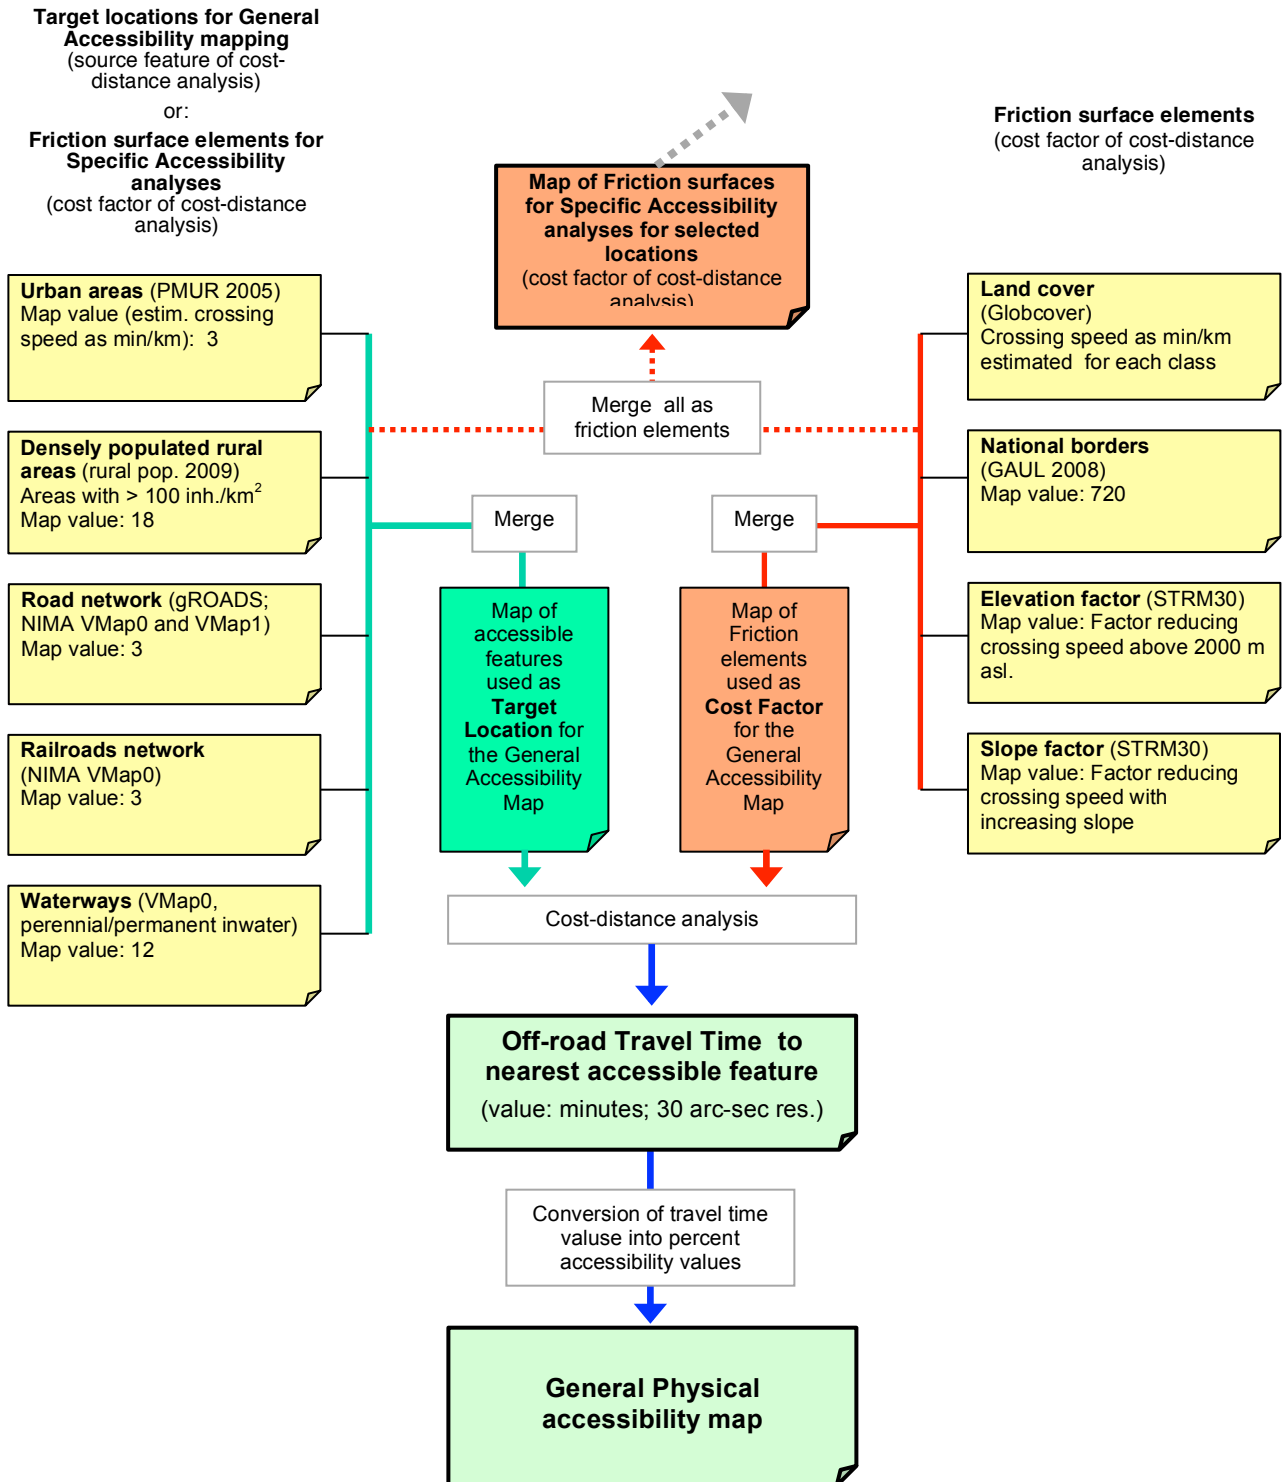 Target locations for General
Accessibility mapping
(source feature of cost-
distance analysis)
or:
Friction surface elements for
Specific Accessibility
analyses
(cost factor of cost-distance
analysis)
Urban areas (PMUR 2005)
Map value (estim. crossing
speed as min/km):  3
Densely populated rural
areas (rural pop. 2009)
Areas with > 100 inh./km²
Map value: 18
Road network (gROADS;
NIMA VMap0 and VMap1)
Map value: 3
Railroads network
(NIMA VMap0)
Map value: 3
Waterways (VMap0,
perennial/permanent inwater)
Map value: 12
Map of Friction surfaces
for Specific Accessibility
analyses for selected
locations
(cost factor of cost-distance
analysis)
Merge  all as
friction elements
Merge
Merge
Map of
accessible
features
used as
Target
Location for
the General
Accessibility
Map
Map of
Friction
elements
used as
Cost Factor
for the
General
Accessibility
Map
Friction surface elements
(cost factor of cost-distance
analysis)
Land cover
(Globcover)
Crossing speed as min/km
estimated  for each class
National borders
(GAUL 2008)
Map value: 720
Elevation factor (STRM30)
Map value: Factor reducing
crossing speed above 2000 m
asl.
Slope factor (STRM30)
Map value: Factor reducing
crossing speed with
increasing slope
Cost-distance analysis
Off-road Travel Time  to
nearest accessible feature
(value: minutes; 30 arc-sec res.)
Conversion of travel time
valuse into percent
accessibility values
General Physical
accessibility map